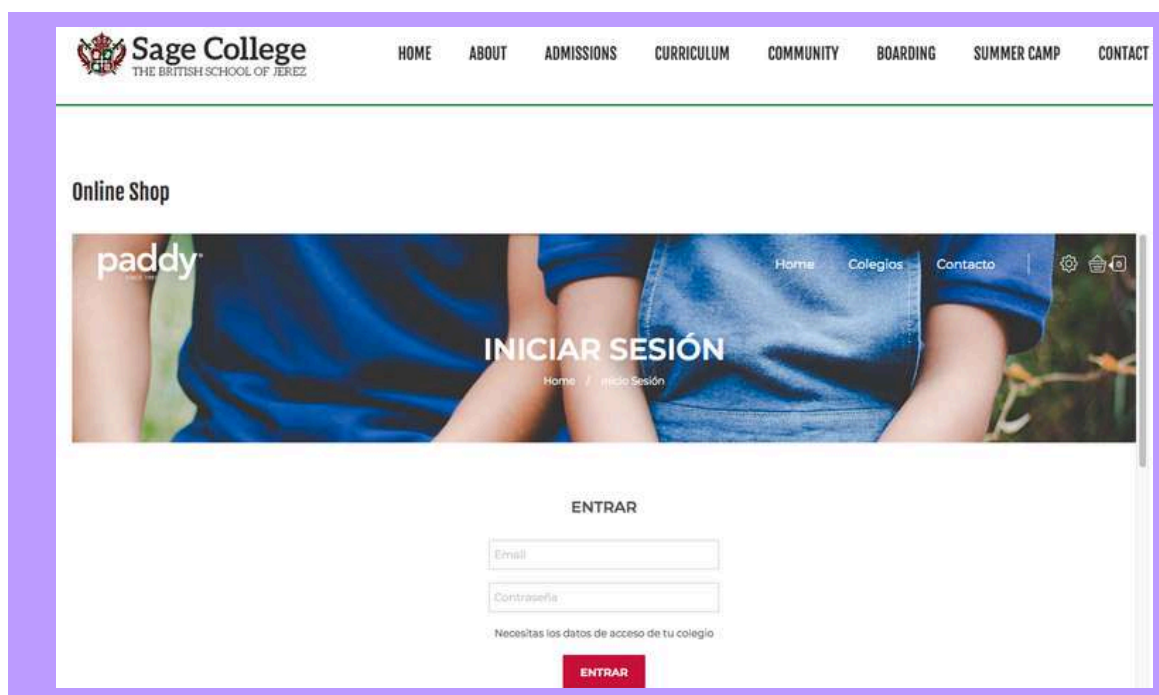 Sage College
THE BRITISH SCHOOL OF JEREZ
HOME ABOUT ADMISSIONS CURRICULUM COMMUNITY BOARDING SUMMER CAMP CONTACT
Online Shop
paddy
Home Colegios Contacto 0
INICIAR SESIÓN
Home / Inicio Sesión
ENTRAR
Email
Contraseña
Necesitas los datos de acceso de tu colegio
ENTRAR